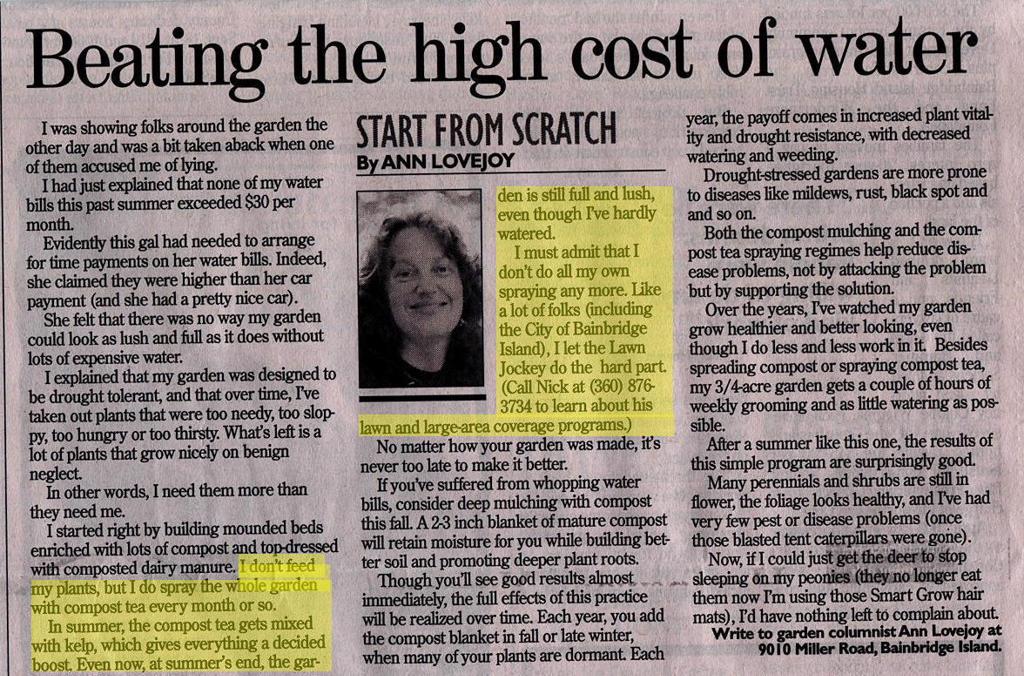 Beating the high cost of water
I was showing folks around the garden the
other day and was a bit taken aback when one
of them accused me of lying.
I had just explained that none of my water
bills this past summer exceeded $30 per
month.
Evidently this gal had needed to arrange
for time payments on her water bills. Indeed,
she claimed they were higher than her car
payment (and she had a pretty nice car).
She felt that there was no way my garden
could look as lush and full as it does without
lots of expensive water.
I explained that my garden was designed to
be drought tolerant, and that over time, I've
taken out plants that were too needy, too slop-
py, too hungry or too thirsty. What's left is a
lot of plants that grow nicely on benign
neglect.
In other words, I need them more than
they need me.
I started right by building mounded beds
enriched with lots of compost and top-dressed
with composted dairy manure. I don't feed
my plants, but I do spray the whole garden
with compost tea every month or so.
In summer, the compost tea gets mixed
with kelp, which gives everything a decided
boost. Even now, at summer's end, the gar-
START FROM SCRATCH
By ANN LOVEJOY
den is still full and lush,
even though I've hardly
watered.
I must admit that I
don't do all my own
spraying any more. Like
a lot of folks (including
the City of Bainbridge
Island), I let the Lawn
Jockey do the hard part.
(Call Nick at (360) 876-
3734 to learn about his
lawn and large-area coverage programs.)
No matter how your garden was made, it's
never too late to make it better.
If you've suffered from whopping water
bills, consider deep mulching with compost
this fall. A 2-3 inch blanket of mature compost
will retain moisture for you while building bet-
ter soil and promoting deeper plant roots.
Though you'll see good results almost
immediately, the full effects of this practice
will be realized over time. Each year, you add
the compost blanket in fall or late winter,
when many of your plants are dormant. Each
year, the payoff comes in increased plant vital-
ity and drought resistance, with decreased
watering and weeding.
Drought-stressed gardens are more prone
to diseases like mildews, rust, black spot and
and so on.
Both the compost mulching and the com-
post tea spraying regimes help reduce dis-
ease problems, not by attacking the problem
but by supporting the solution.
Over the years, I've watched my garden
grow healthier and better looking, even
though I do less and less work in it. Besides
spreading compost or spraying compost tea,
my 3/4-acre garden gets a couple of hours of
weekly grooming and as little watering as pos-
sible.
After a summer like this one, the results of
this simple program are surprisingly good.
Many perennials and shrubs are still in
flower, the foliage looks healthy, and I've had
very few pest or disease problems (once
those blasted tent caterpillars were gone).
Now, if I could just get the deer to stop
sleeping on my peonies (they no longer eat
them now I'm using those Smart Grow hair
mats), I'd have nothing left to complain about.
Write to garden columnist Ann Lovejoy at
9010 Miller Road, Bainbridge Island.